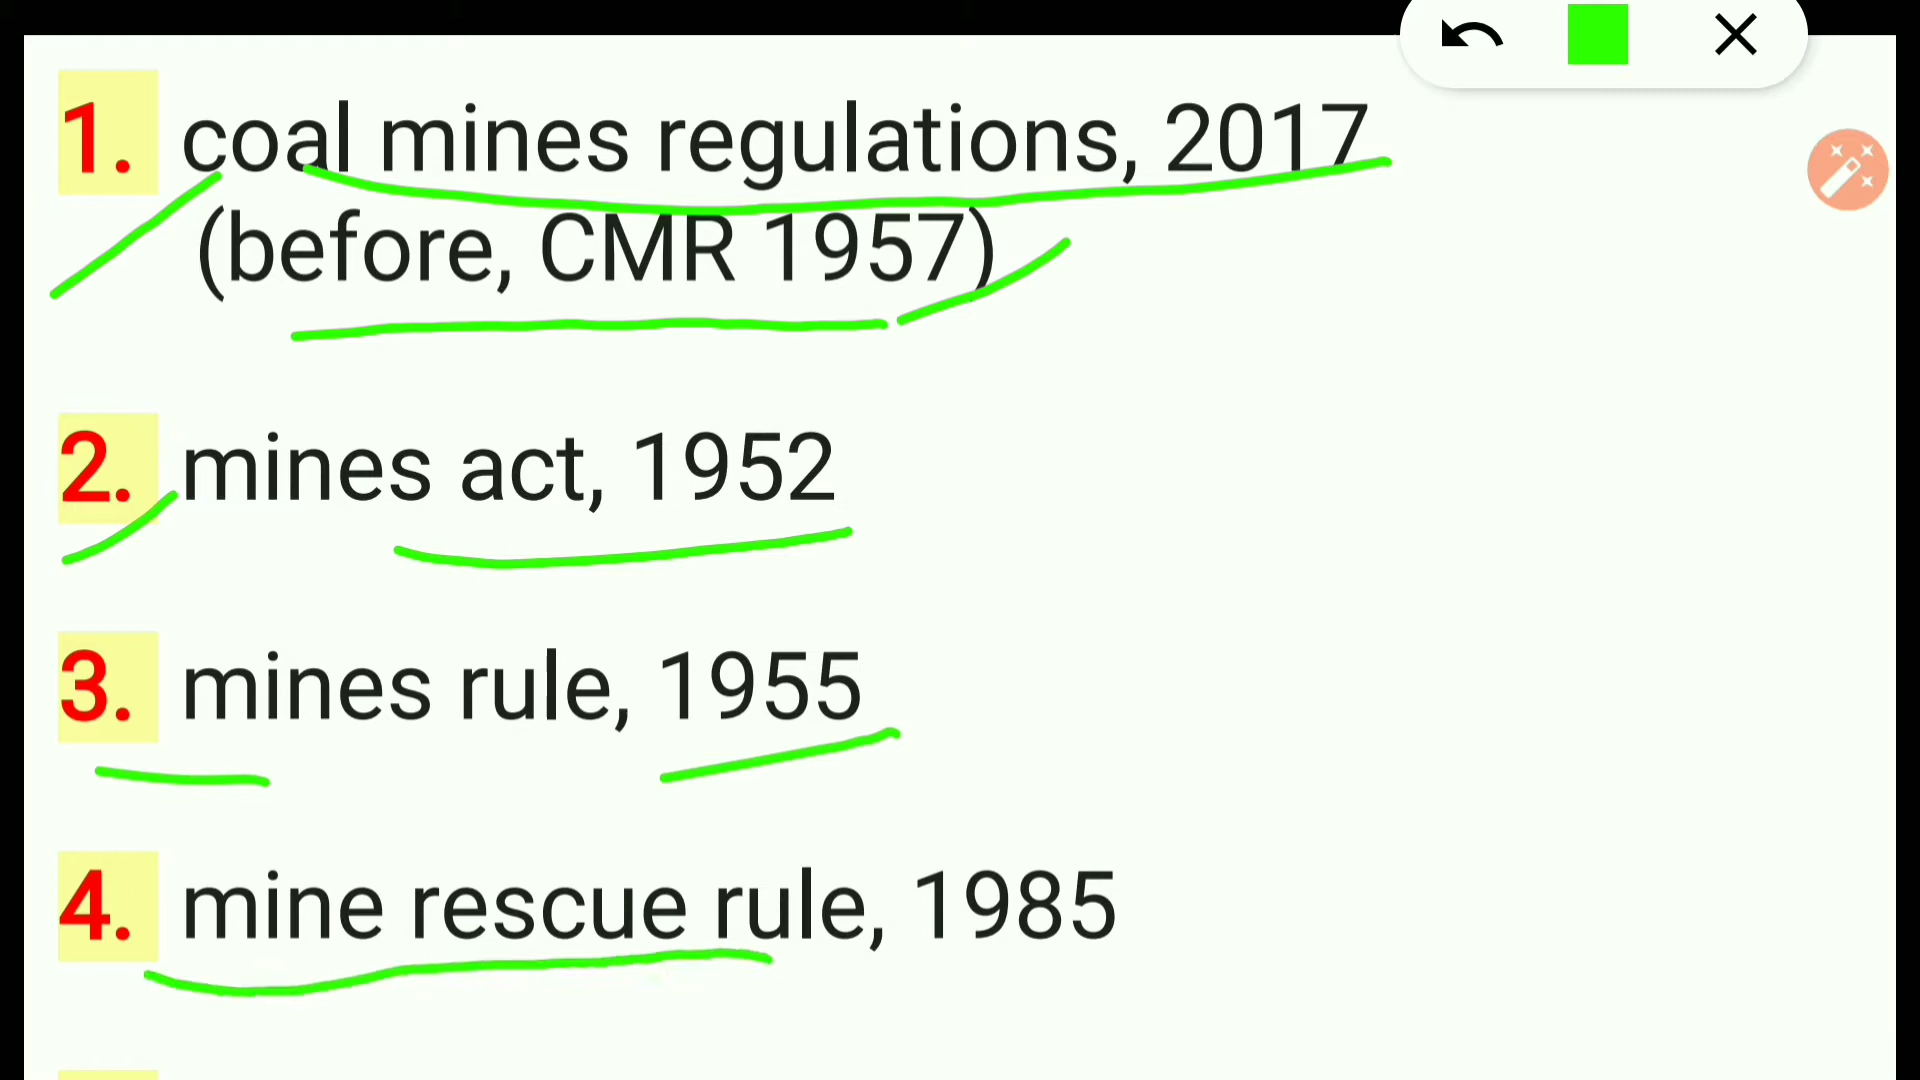 1. coal mines regulations, 2017
(before, CMR 1957)
2. mines act, 1952
3. mines rule, 1955
4. mine rescue rule, 1985